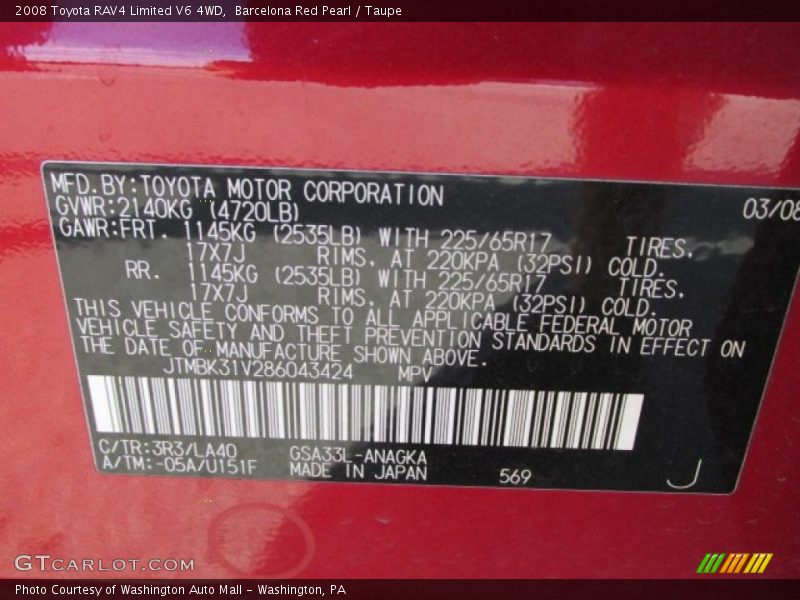 2008 Toyota RAV4 Limited V6 4WD, Barcelona Red Pearl / Taupe
MFD. BY: TOYOTA MOTOR CORPORATION 03/08
GVWR: 2140KG (4720LB)
GAWR: FRT. 1145KG (2535LB) WITH 225/65R17 TIRES.
17X7J RIMS. AT 220KPA (32PSI) COLD.
RR. 1145KG (2535LB) WITH 225/65R17 TIRES.
17X7J RIMS. AT 220KPA (32PSI) COLD.
THIS VEHICLE CONFORMS TO ALL APPLICABLE FEDERAL MOTOR
VEHICLE SAFETY AND THEFT PREVENTION STANDARDS IN EFFECT ON
THE DATE OF MANUFACTURE SHOWN ABOVE.
JTMBK31V286043424 MPV
C/TR: 3R3/LA40 GSA33L-ANAGKA
A/TM: -05A/U151F MADE IN JAPAN 569 J
GTCARLOT.COM
Photo Courtesy of Washington Auto Mall - Washington, PA